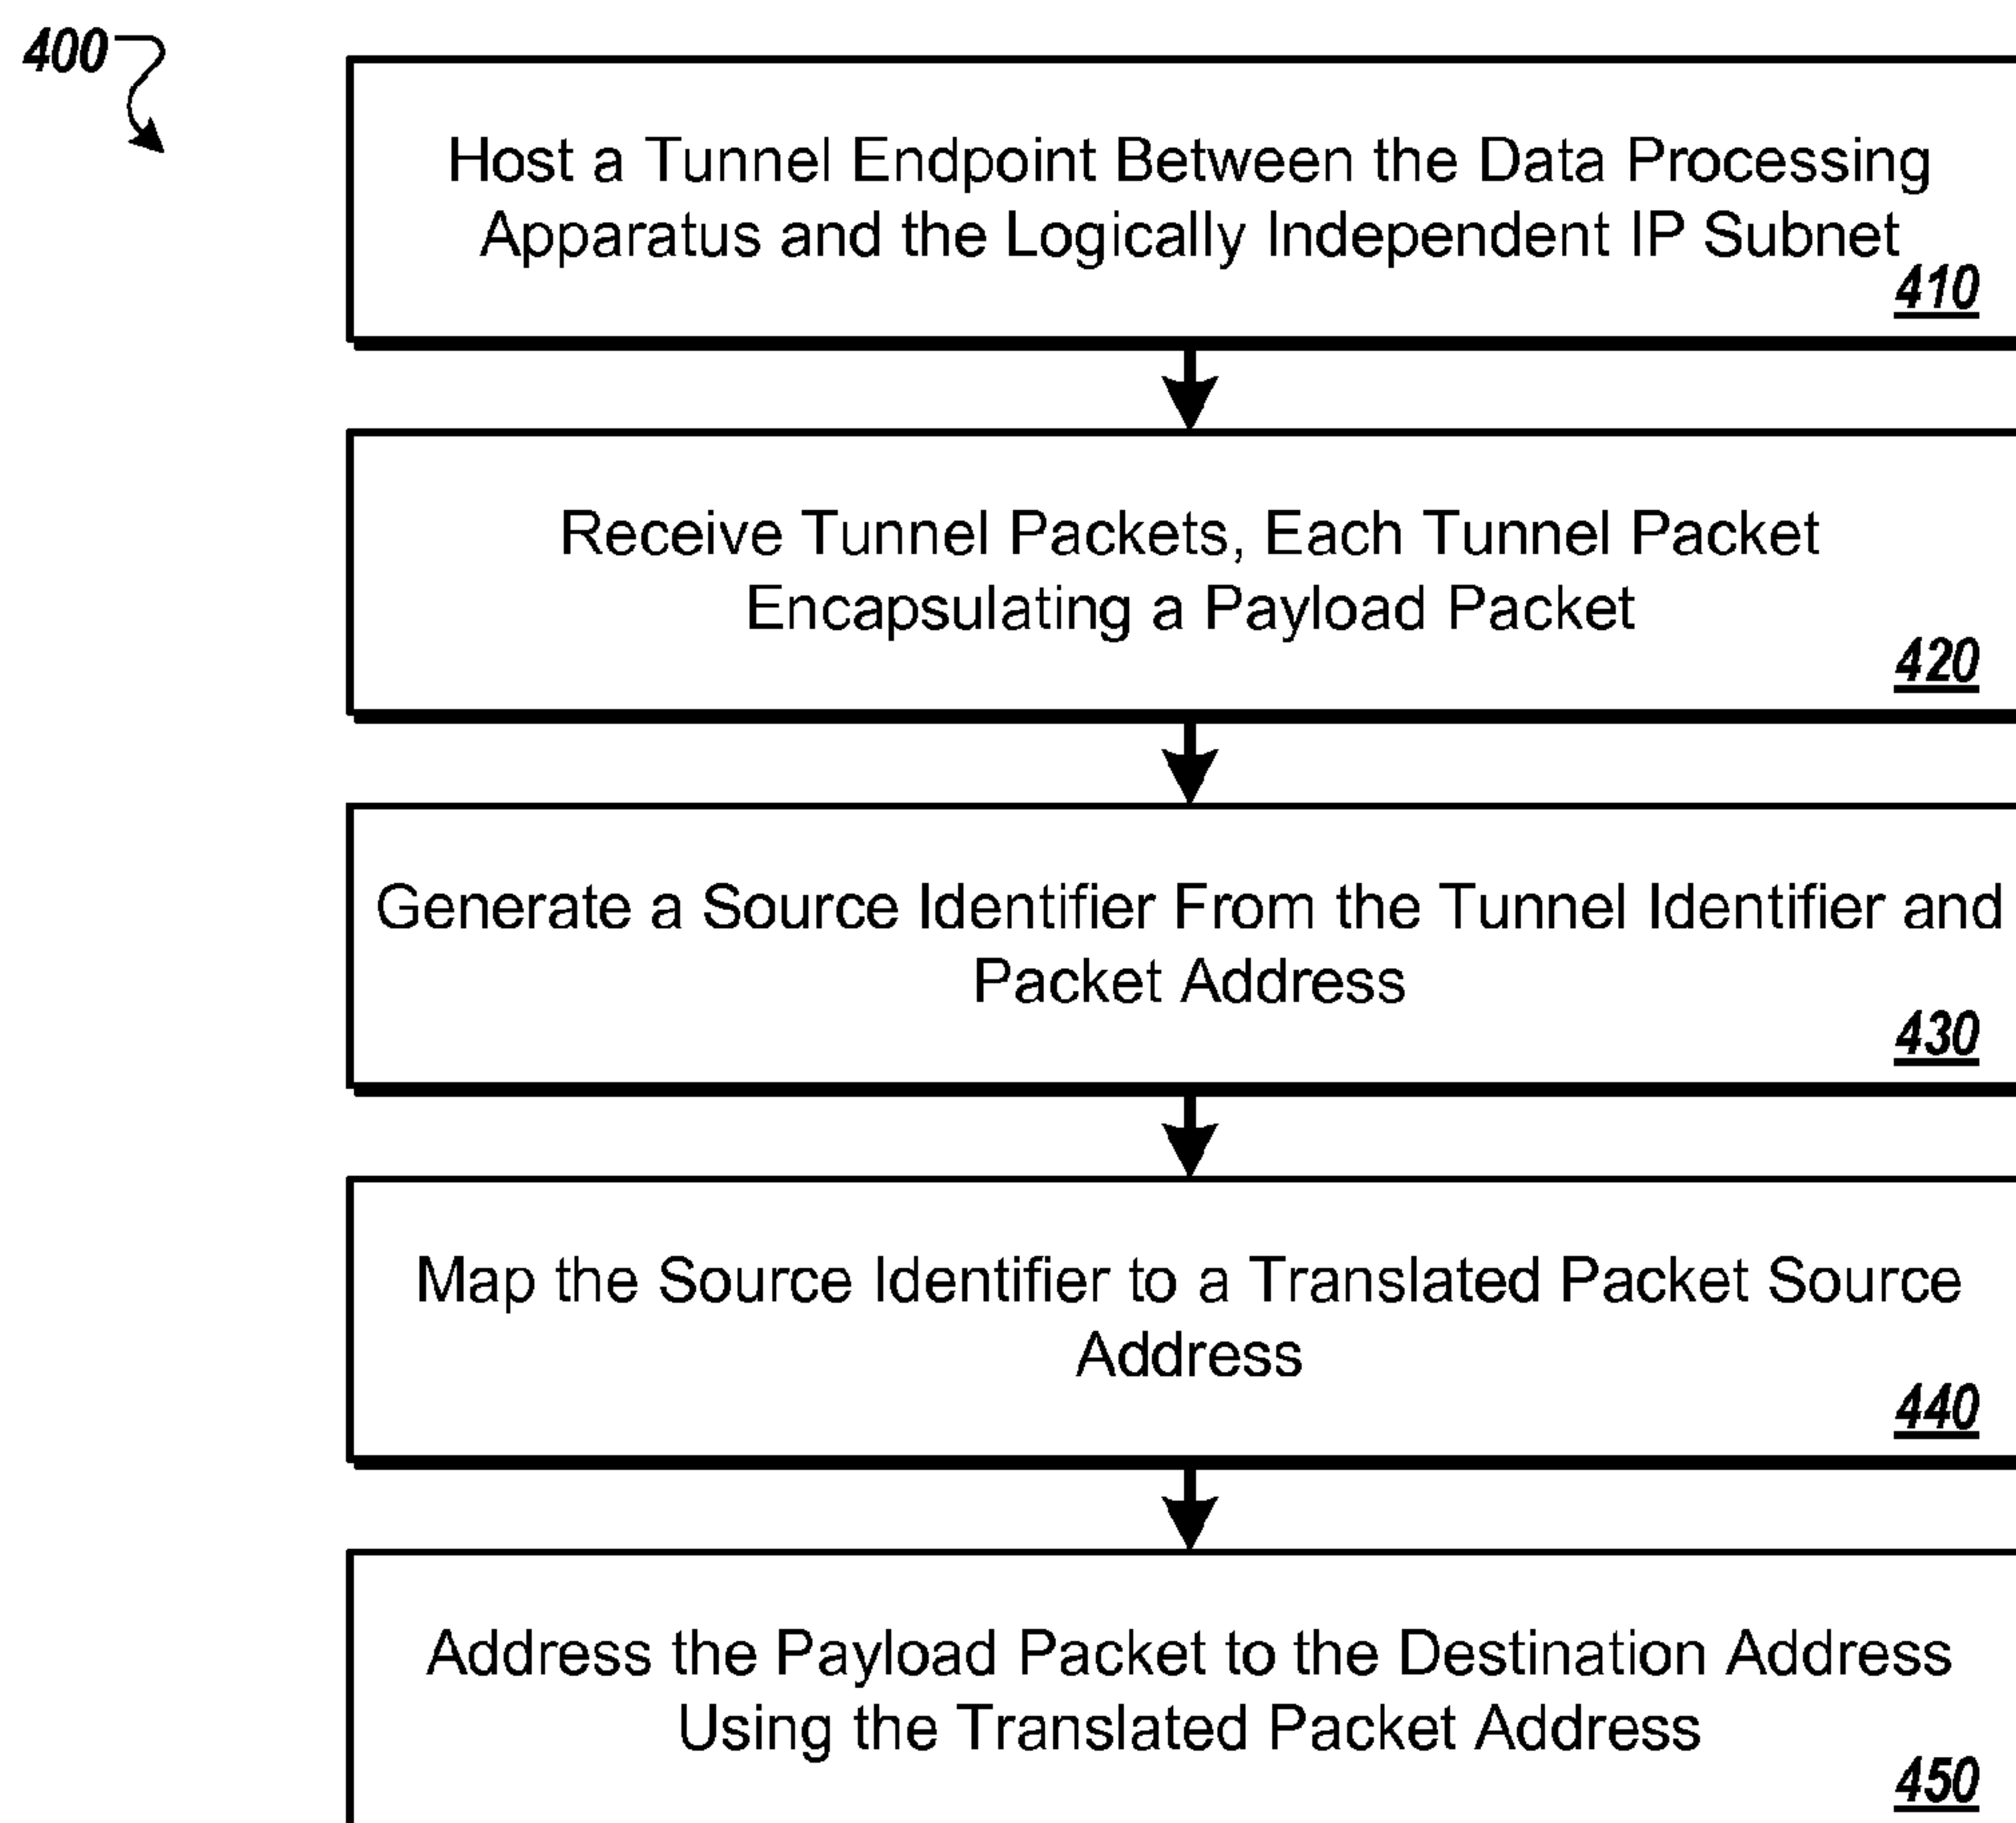 400
Host a Tunnel Endpoint Between the Data Processing
Apparatus and the Logically Independent IP Subnet
410
Receive Tunnel Packets, Each Tunnel Packet
Encapsulating a Payload Packet
420
Generate a Source Identifier From the Tunnel Identifier and
Packet Address
430
Map the Source Identifier to a Translated Packet Source
Address
440
Address the Payload Packet to the Destination Address
Using the Translated Packet Address
450